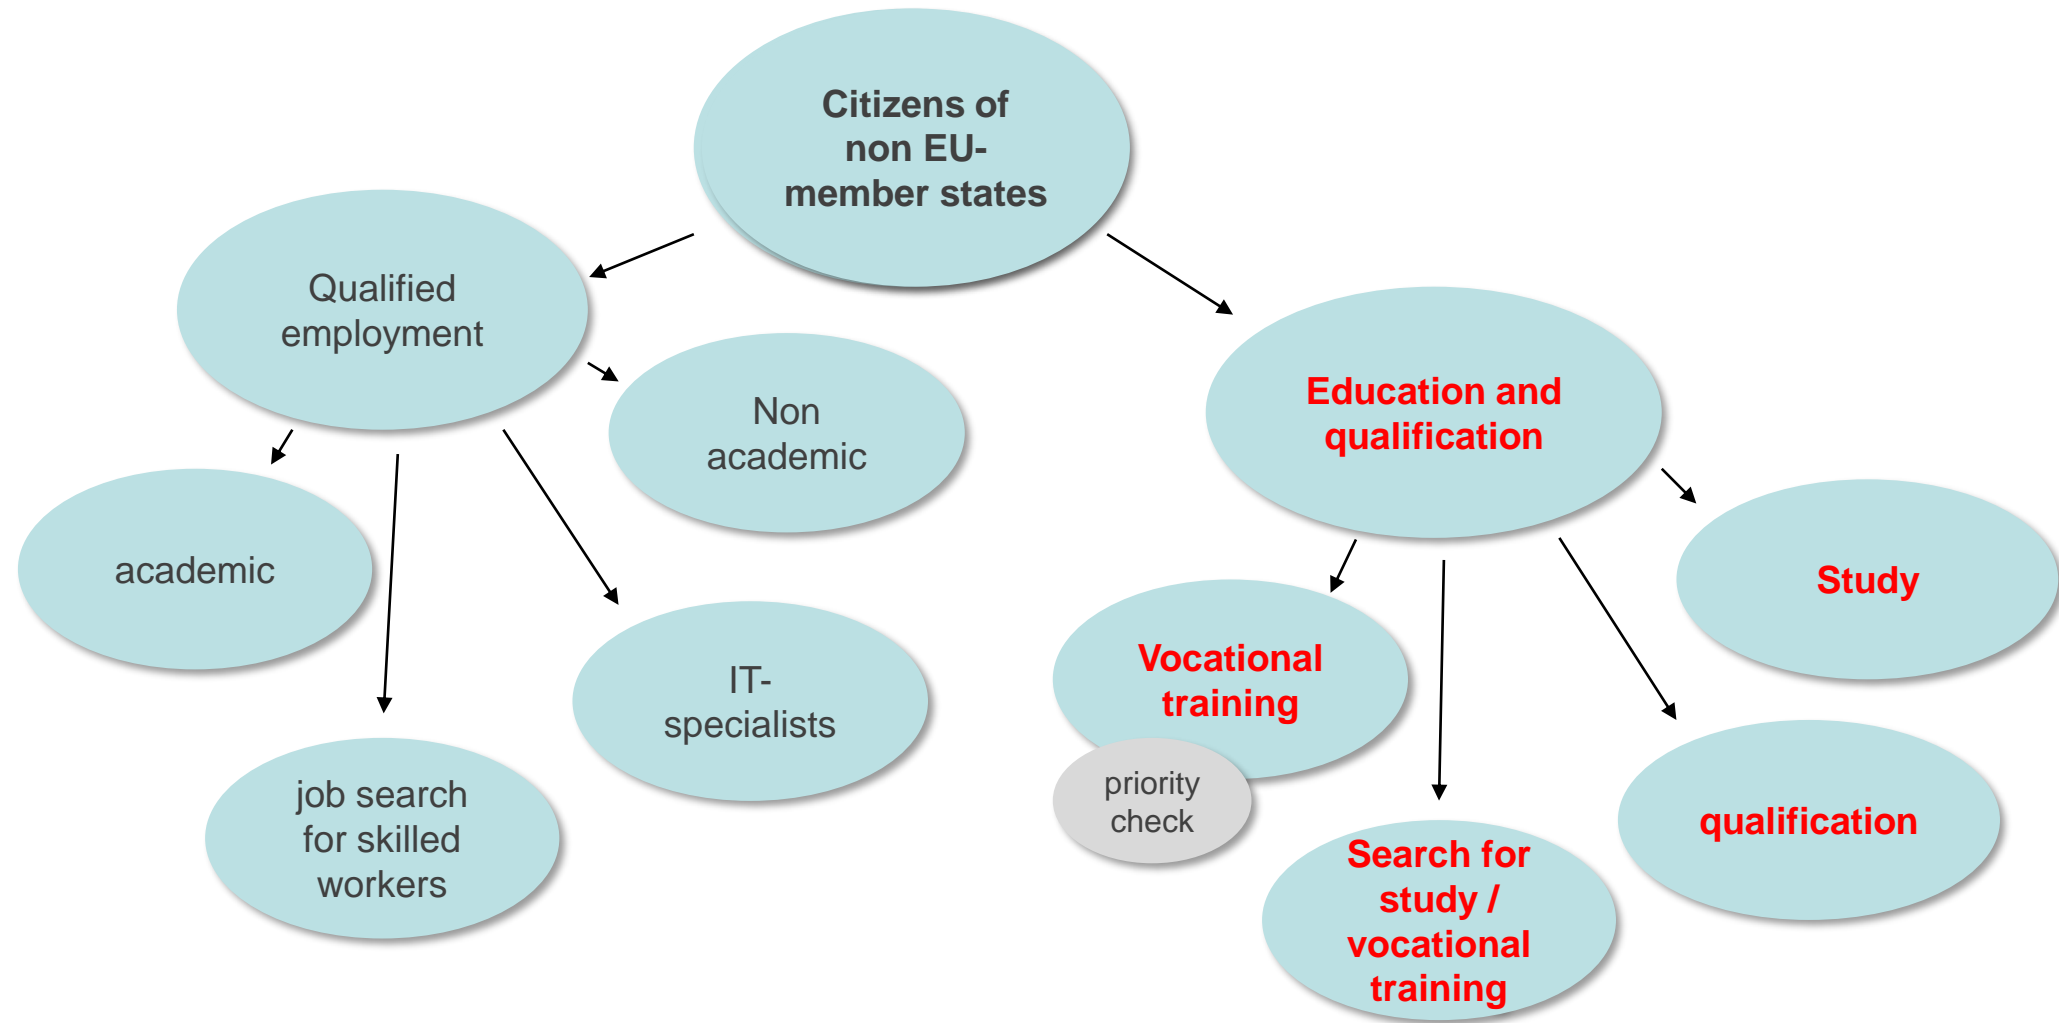 Citizens of
non EU-
member states
Qualified
employment
Non
academic
academic
IT-
specialists
job search
for skilled
workers
Education and
qualification
Study
Vocational
training
priority
check
qualification
Search for
study /
vocational
training